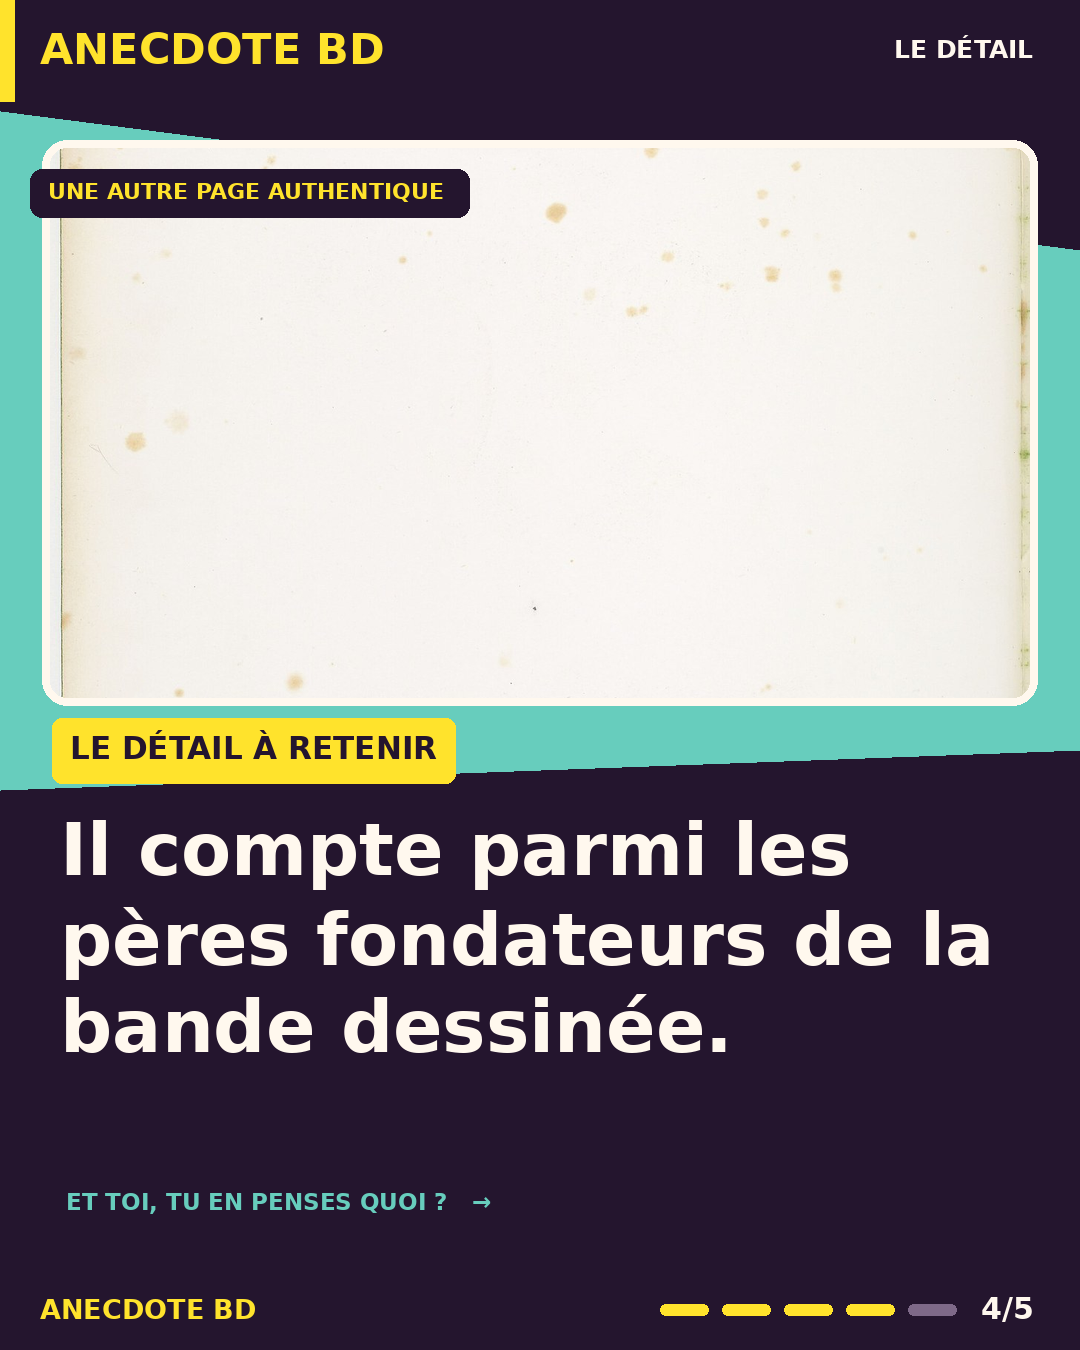 ANECDOTE BD
LE DÉTAIL
UNE AUTRE PAGE AUTHENTIQUE
LE DÉTAIL À RETENIR
Il compte parmi les
pères fondateurs de la
bande dessinée.
ET TOI, TU EN PENSES QUOI ? →
ANECDOTE BD
4/5